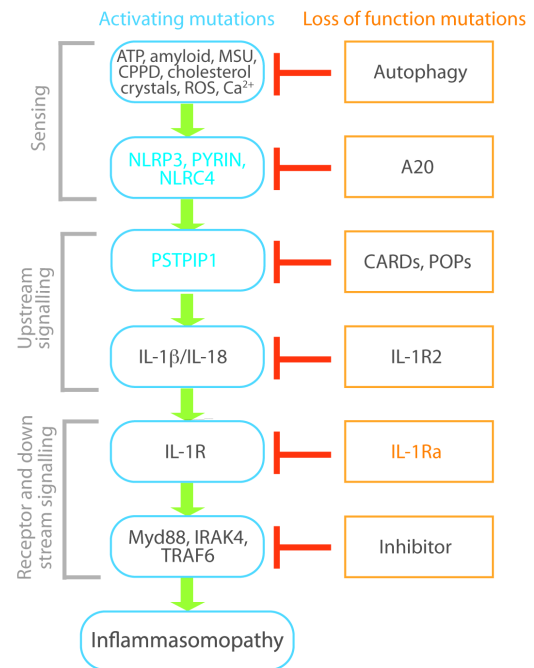 Activating mutations
Loss of function mutations
Sensing
ATP, amyloid, MSU,
CPPD, cholesterol
crystals, ROS, Ca²⁺
Autophagy
NLRP3, PYRIN,
NLRC4
A20
Upstream
signalling
PSTPIP1
CARDs, POPs
IL-1β/IL-18
IL-1R2
Receptor and down
stream signalling
IL-1R
IL-1Ra
Myd88, IRAK4,
TRAF6
Inhibitor
Inflammasomopathy